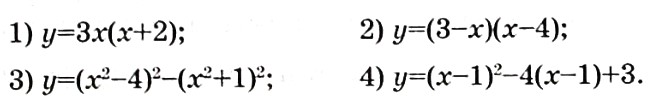 1) y=3x(x+2); 2) y=(3−x)(x−4);
3) y=(x²−4)²−(x²+1)²; 4) y=(x−1)²−4(x−1)+3.